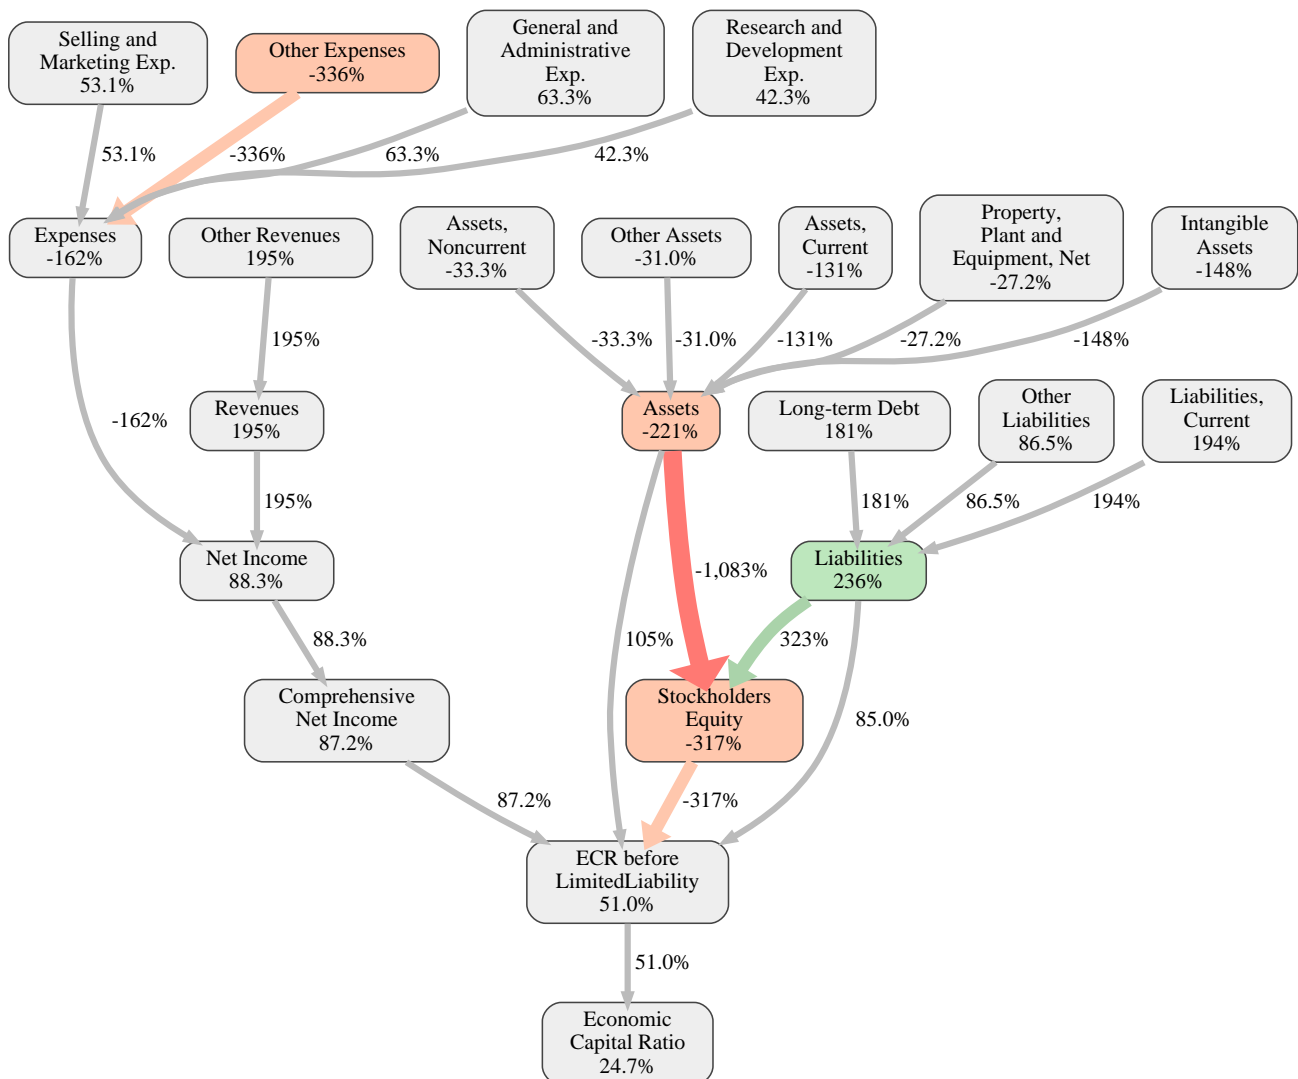 Selling and
Marketing Exp.
53.1%
Other Expenses
-336%
General and
Administrative
Exp.
63.3%
Research and
Development
Exp.
42.3%
53.1%
-336%
63.3%
42.3%
Expenses
-162%
Other Revenues
195%
Assets,
Noncurrent
-33.3%
Other Assets
-31.0%
Assets,
Current
-131%
Property,
Plant and
Equipment, Net
-27.2%
Intangible
Assets
-148%
195%
-33.3%
-31.0%
-131%
-27.2%
-148%
-162%
Revenues
195%
Assets
-221%
Long-term Debt
181%
Other
Liabilities
86.5%
Liabilities,
Current
194%
195%
181%
86.5%
194%
Net Income
88.3%
-1,083%
Liabilities
236%
88.3%
105%
323%
85.0%
Comprehensive
Net Income
87.2%
Stockholders
Equity
-317%
87.2%
-317%
ECR before
LimitedLiability
51.0%
51.0%
Economic
Capital Ratio
24.7%